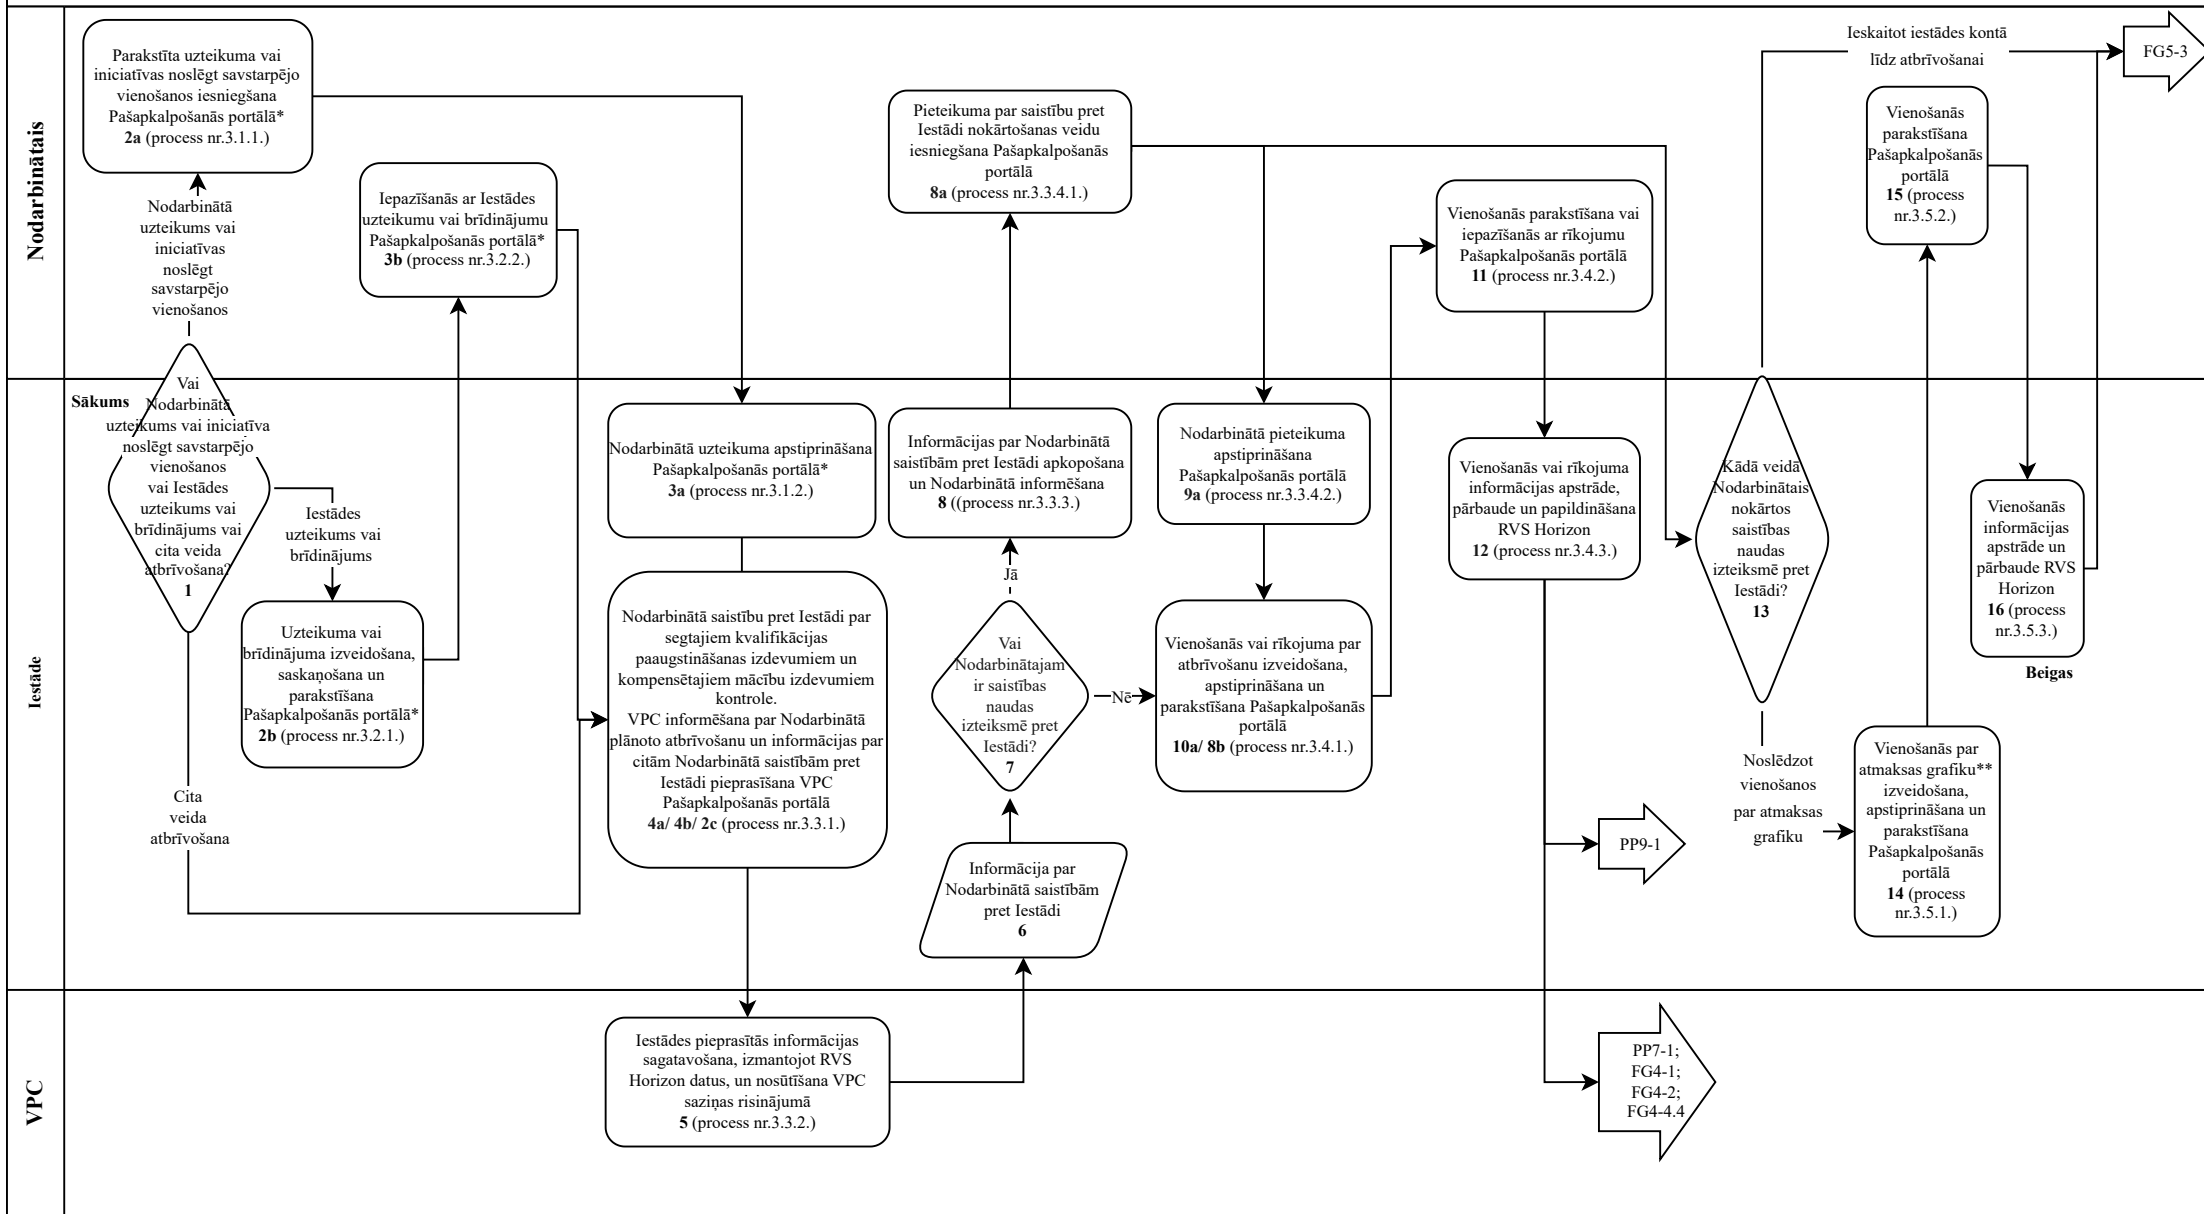 Nodarbinātais
Parakstīta uzteikuma vai
iniciatīvas noslēgt savstarpējo
vienošanos iesniegšana
Pašapkalpošanās portālā*
2a (process nr.3.1.1.)
Nodarbinātā
uzteikums vai
iniciatīvas
noslēgt
savstarpējo
vienošanos
Iepazīšanās ar Iestādes
uzteikumu vai brīdinājumu
Pašapkalpošanās portālā*
3b (process nr.3.2.2.)
Pieteikuma par saistību pret
Iestādi nokārtošanas veidu
iesniegšana Pašapkalpošanās
portālā
8a (process nr.3.3.4.1.)
Vienošanās parakstīšana vai
iepazīšanās ar rīkojumu
Pašapkalpošanās portālā
11 (process nr.3.4.2.)
Ieskaitot iestādes kontā
līdz atbrīvošanai
FG5-3
Vienošanās
parakstīšana
Pašapkalpošanās
portālā
15 (process
nr.3.5.2.)
Iestāde
Sākums
Vai
Nodarbinātā
uzteikums vai iniciatīva
noslēgt savstarpējo
vienošanos
vai Iestādes
uzteikums vai
brīdinājums vai
cita veida
atbrīvošana?
1
Iestādes
uzteikums vai
brīdinājums
Uzteikuma vai
brīdinājuma izveidošana,
saskaņošana un
parakstīšana
Pašapkalpošanās portālā*
2b (process nr.3.2.1.)
Cita
veida
atbrīvošana
Nodarbinātā uzteikuma apstiprināšana
Pašapkalpošanās portālā*
3a (process nr.3.1.2.)
Nodarbinātā saistību pret Iestādi par
segtajiem kvalifikācijas
paaugstināšanas izdevumiem un
kompensētajiem mācību izdevumiem
kontrole.
VPC informēšana par Nodarbinātā
plānoto atbrīvošanu un informācijas par
citām Nodarbinātā saistībām pret
Iestādi pieprasīšana VPC
Pašapkalpošanās portālā
4a/ 4b/ 2c (process nr.3.3.1.)
Informācijas par Nodarbinātā
saistībām pret Iestādi apkopošana
un Nodarbinātā informēšana
8 ((process nr.3.3.3.)
Jā
Vai
Nodarbinātajam
ir saistības
naudas
izteiksmē pret
Iestādi?
7
Nē
Informācija par
Nodarbinātā saistībām
pret Iestādi
6
Nodarbinātā pieteikuma
apstiprināšana
Pašapkalpošanās portālā
9a (process nr.3.3.4.2.)
Vienošanās vai rīkojuma par
atbrīvošanu izveidošana,
apstiprināšana un
parakstīšana Pašapkalpošanās
portālā
10a/ 8b (process nr.3.4.1.)
Vienošanās vai rīkojuma
informācijas apstrāde,
pārbaude un papildināšana
RVS Horizon
12 (process nr.3.4.3.)
PP9-1
Kādā veidā
Nodarbinātais
nokārtos
saistības
naudas
izteiksmē pret
Iestādi?
13
Noslēdzot
vienošanos
par atmaksas
grafiku
Vienošanās par
atmaksas grafiku**
izveidošana,
apstiprināšana un
parakstīšana
Pašapkalpošanās
portālā
14 (process
nr.3.5.1.)
Vienošanās
informācijas
apstrāde un
pārbaude RVS
Horizon
16 (process
nr.3.5.3.)
Beigas
VPC
Iestādes pieprasītās informācijas
sagatavošana, izmantojot RVS
Horizon datus, un nosūtīšana VPC
saziņas risinājumā
5 (process nr.3.3.2.)
PP7-1;
FG4-1;
FG4-2;
FG4-4.4